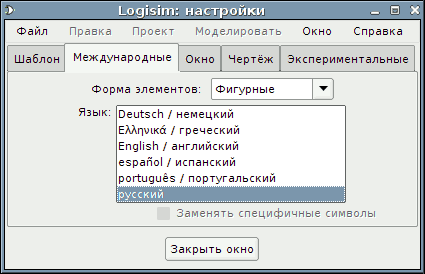 Logisim: настройки
Файл Правка Проект Моделировать Окно Справка
Шаблон Международные Окно Чертёж Экспериментальные
Форма элементов: Фигурные
Язык:
Deutsch / немецкий
Ελληνικά / греческий
English / английский
español / испанский
português / португальский
русский
Заменять специфичные символы
Закрыть окно